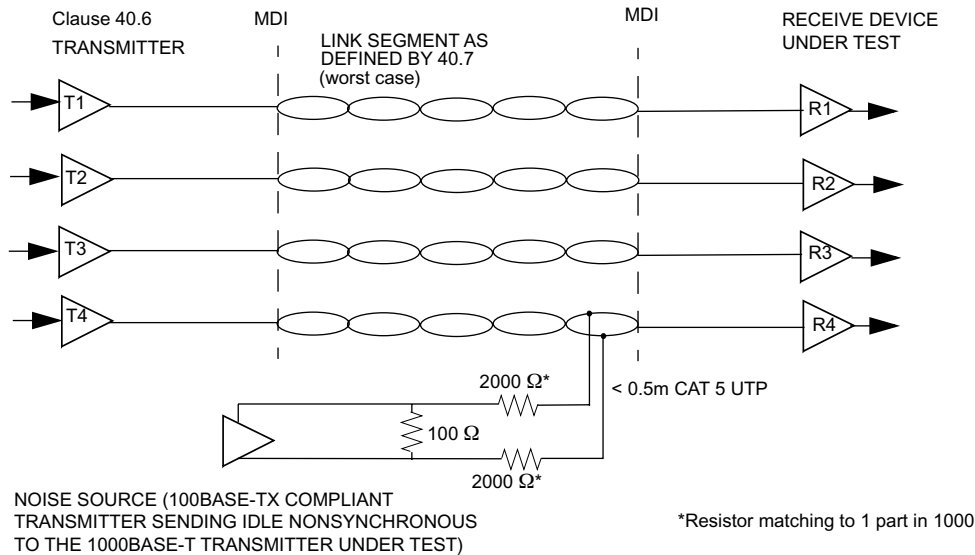 Clause 40.6
TRANSMITTER
MDI
LINK SEGMENT AS
DEFINED BY 40.7
(worst case)
MDI
RECEIVE DEVICE
UNDER TEST
T1
R1
T2
R2
T3
R3
T4
R4
2000 Ω*
< 0.5m CAT 5 UTP
100 Ω
2000 Ω*
NOISE SOURCE (100BASE-TX COMPLIANT
TRANSMITTER SENDING IDLE NONSYNCHRONOUS
TO THE 1000BASE-T TRANSMITTER UNDER TEST)
*Resistor matching to 1 part in 1000